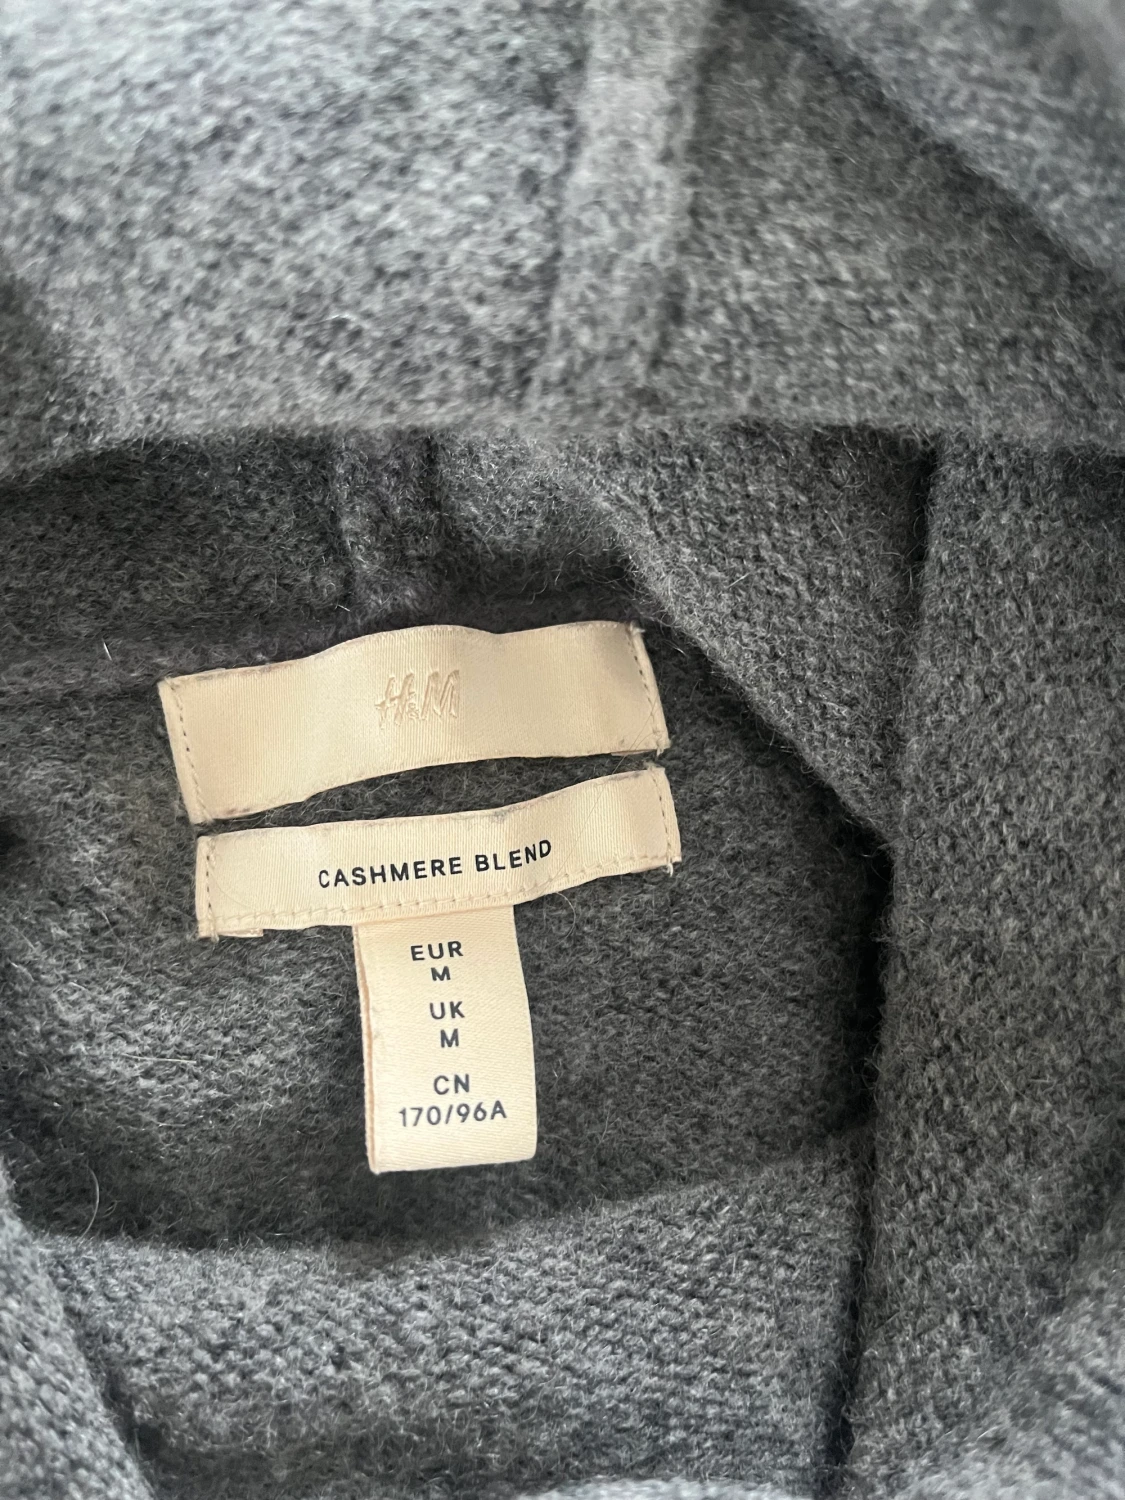 H&M
CASHMERE BLEND
EUR
M
UK
M
CN
170/96A